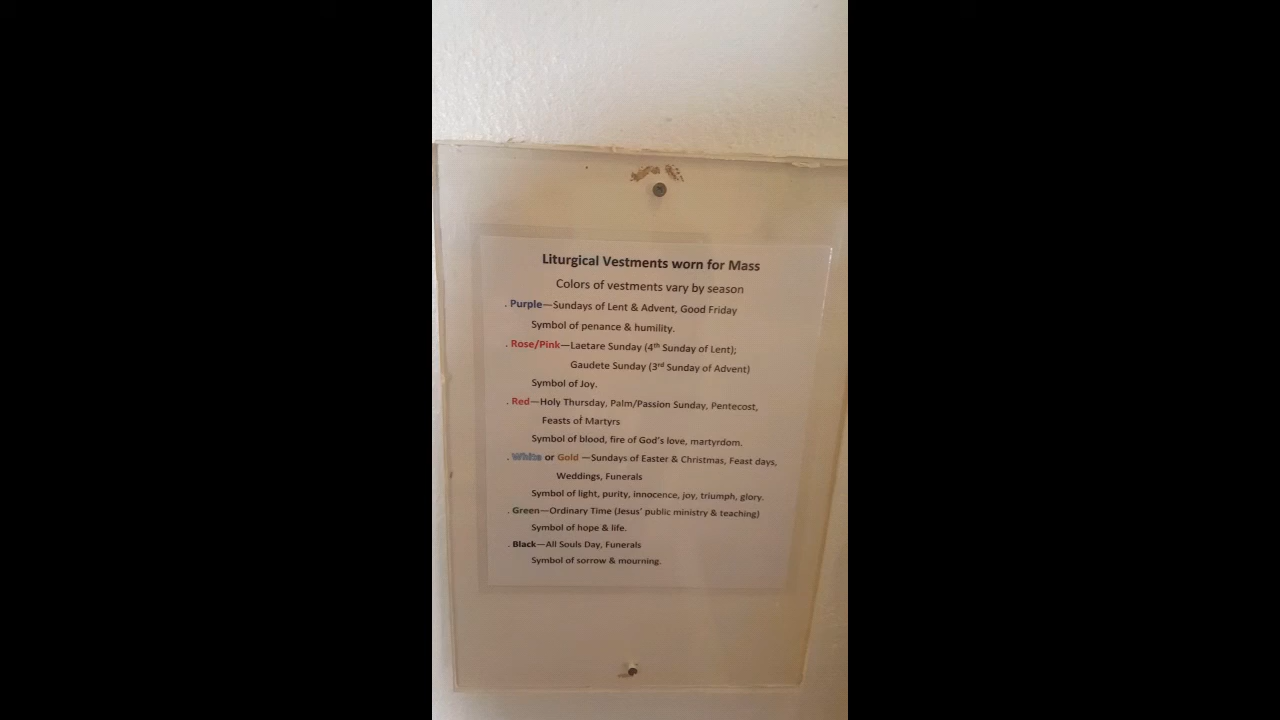 Liturgical Vestments worn for Mass
Colors of vestments vary by season
. Purple—Sundays of Lent & Advent, Good Friday
Symbol of penance & humility.
. Rose/Pink—Laetare Sunday (4th Sunday of Lent);
Gaudete Sunday (3rd Sunday of Advent)
Symbol of Joy.
. Red—Holy Thursday, Palm/Passion Sunday, Pentecost,
Feasts of Martyrs
Symbol of blood, fire of God's love, martyrdom.
. White or Gold —Sundays of Easter & Christmas, Feast days,
Weddings, Funerals
Symbol of light, purity, innocence, joy, triumph, glory.
. Green—Ordinary Time (Jesus' public ministry & teaching)
Symbol of hope & life.
. Black—All Souls Day, Funerals
Symbol of sorrow & mourning.